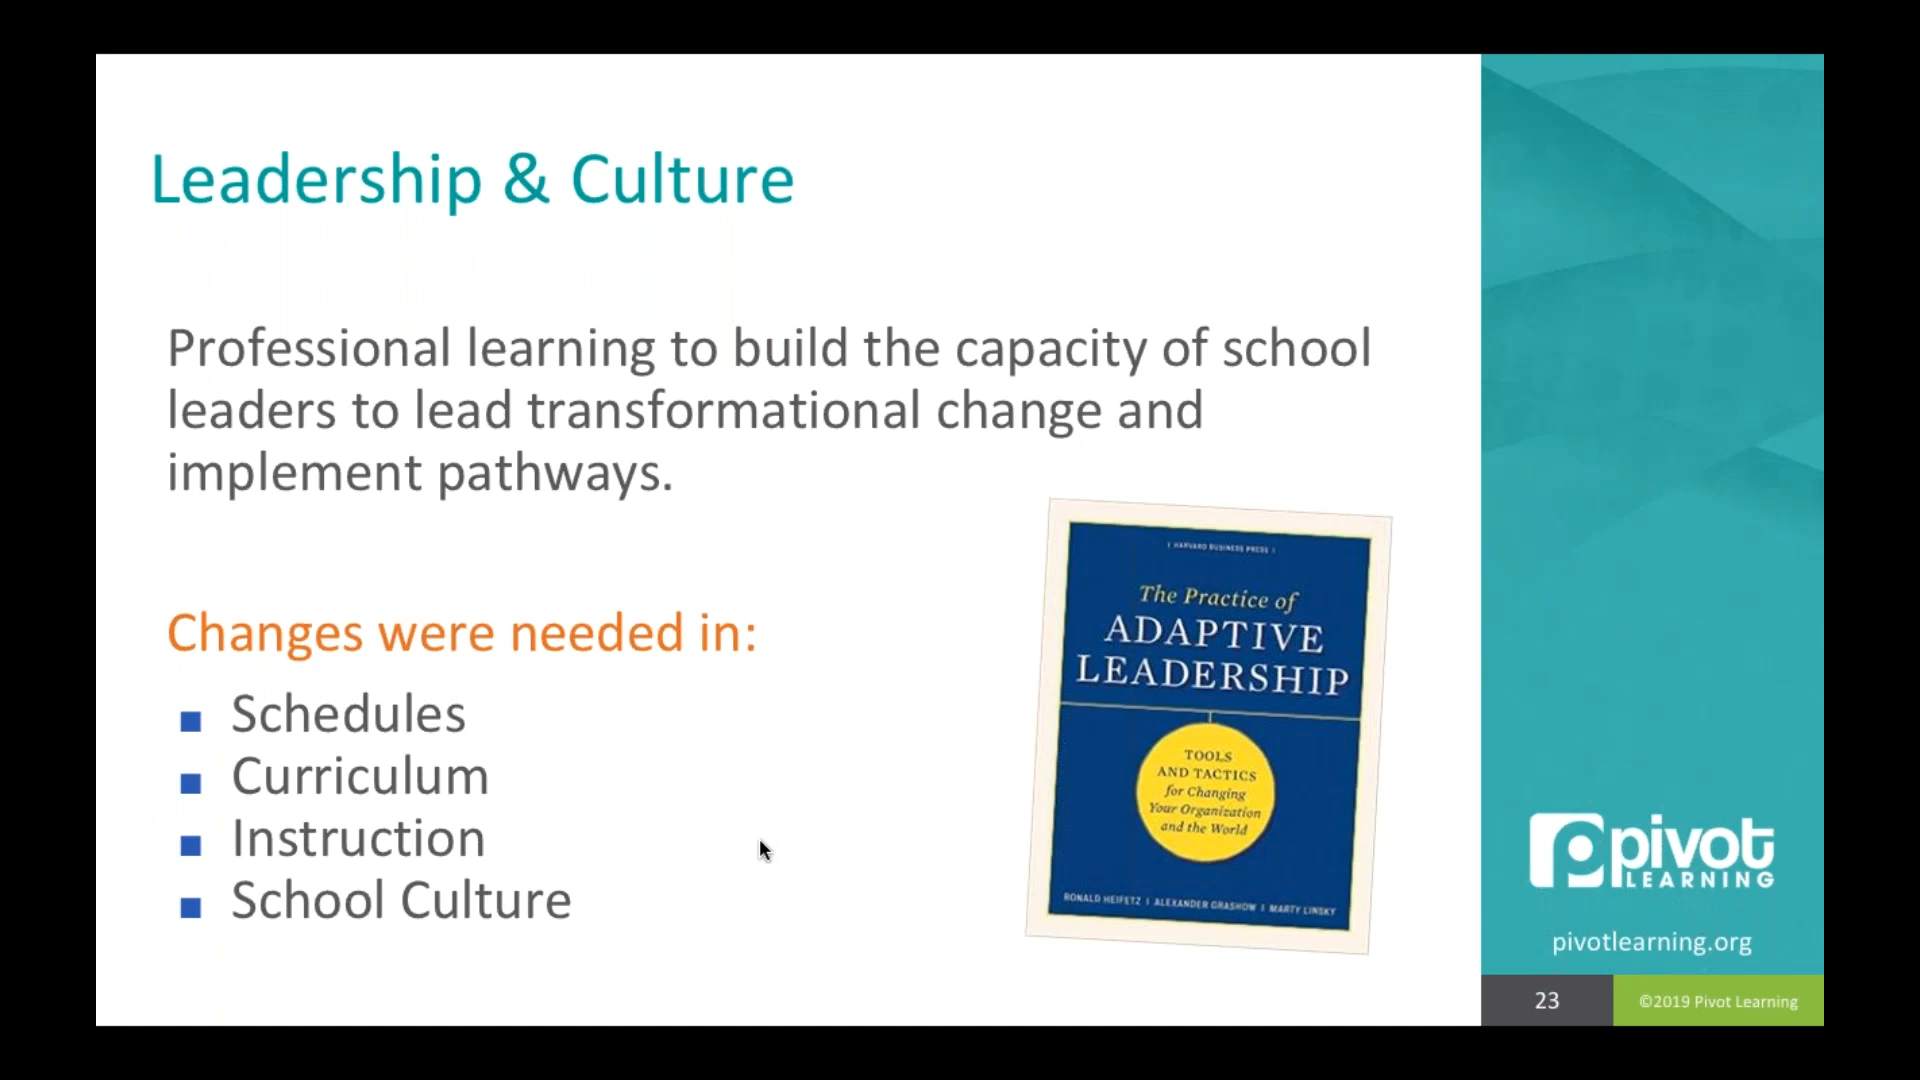 Leadership & Culture
Professional learning to build the capacity of school
leaders to lead transformational change and
implement pathways.
Changes were needed in:
Schedules
Curriculum
Instruction
School Culture
| HARVARD BUSINESS PRESS |
The Practice of
ADAPTIVE
LEADERSHIP
TOOLS
AND TACTICS
for Changing
Your Organization
and the World
RONALD HEIFETZ | ALEXANDER GRASHOW | MARTY LINSKY
pivot
LEARNING
pivotlearning.org
23
©2019 Pivot Learning